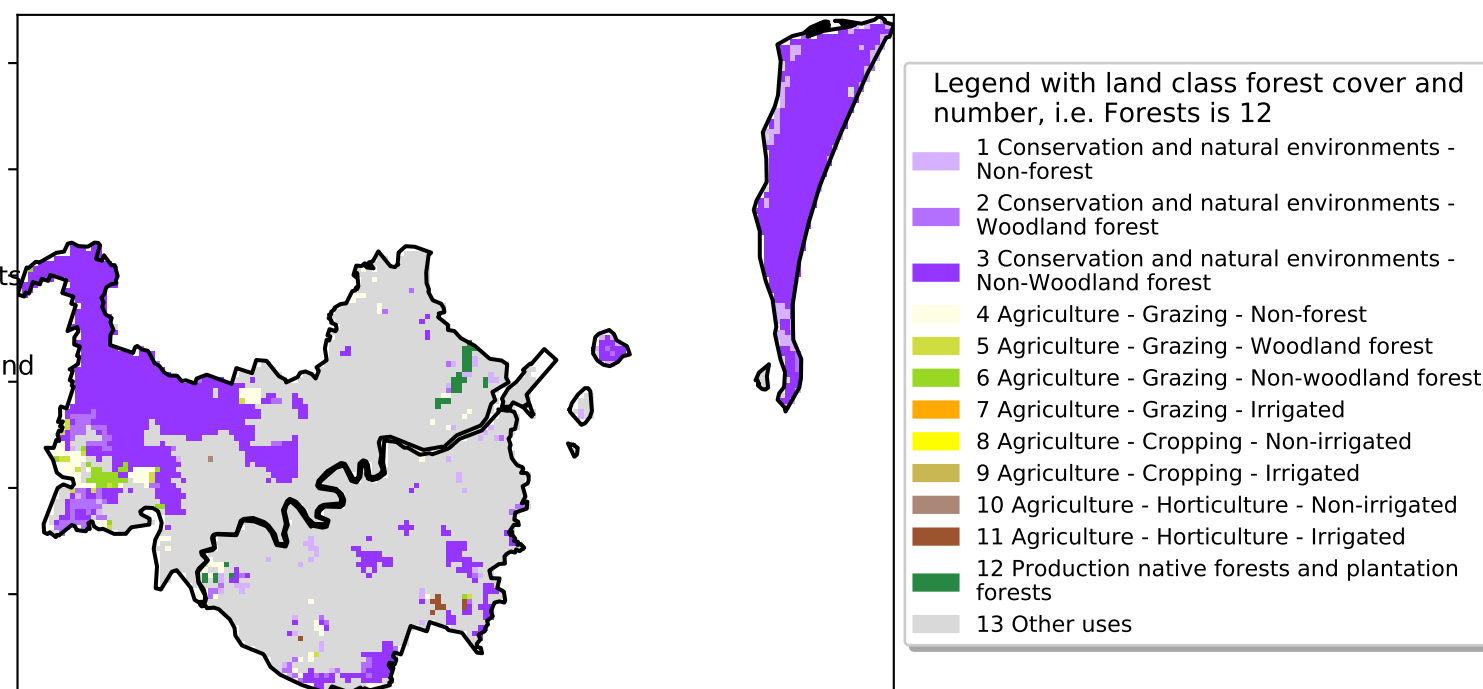 ts
nd
Legend with land class forest cover and
number, i.e. Forests is 12
1 Conservation and natural environments -
Non-forest
2 Conservation and natural environments -
Woodland forest
3 Conservation and natural environments -
Non-Woodland forest
4 Agriculture - Grazing - Non-forest
5 Agriculture - Grazing - Woodland forest
6 Agriculture - Grazing - Non-woodland forest
7 Agriculture - Grazing - Irrigated
8 Agriculture - Cropping - Non-irrigated
9 Agriculture - Cropping - Irrigated
10 Agriculture - Horticulture - Non-irrigated
11 Agriculture - Horticulture - Irrigated
12 Production native forests and plantation
forests
13 Other uses